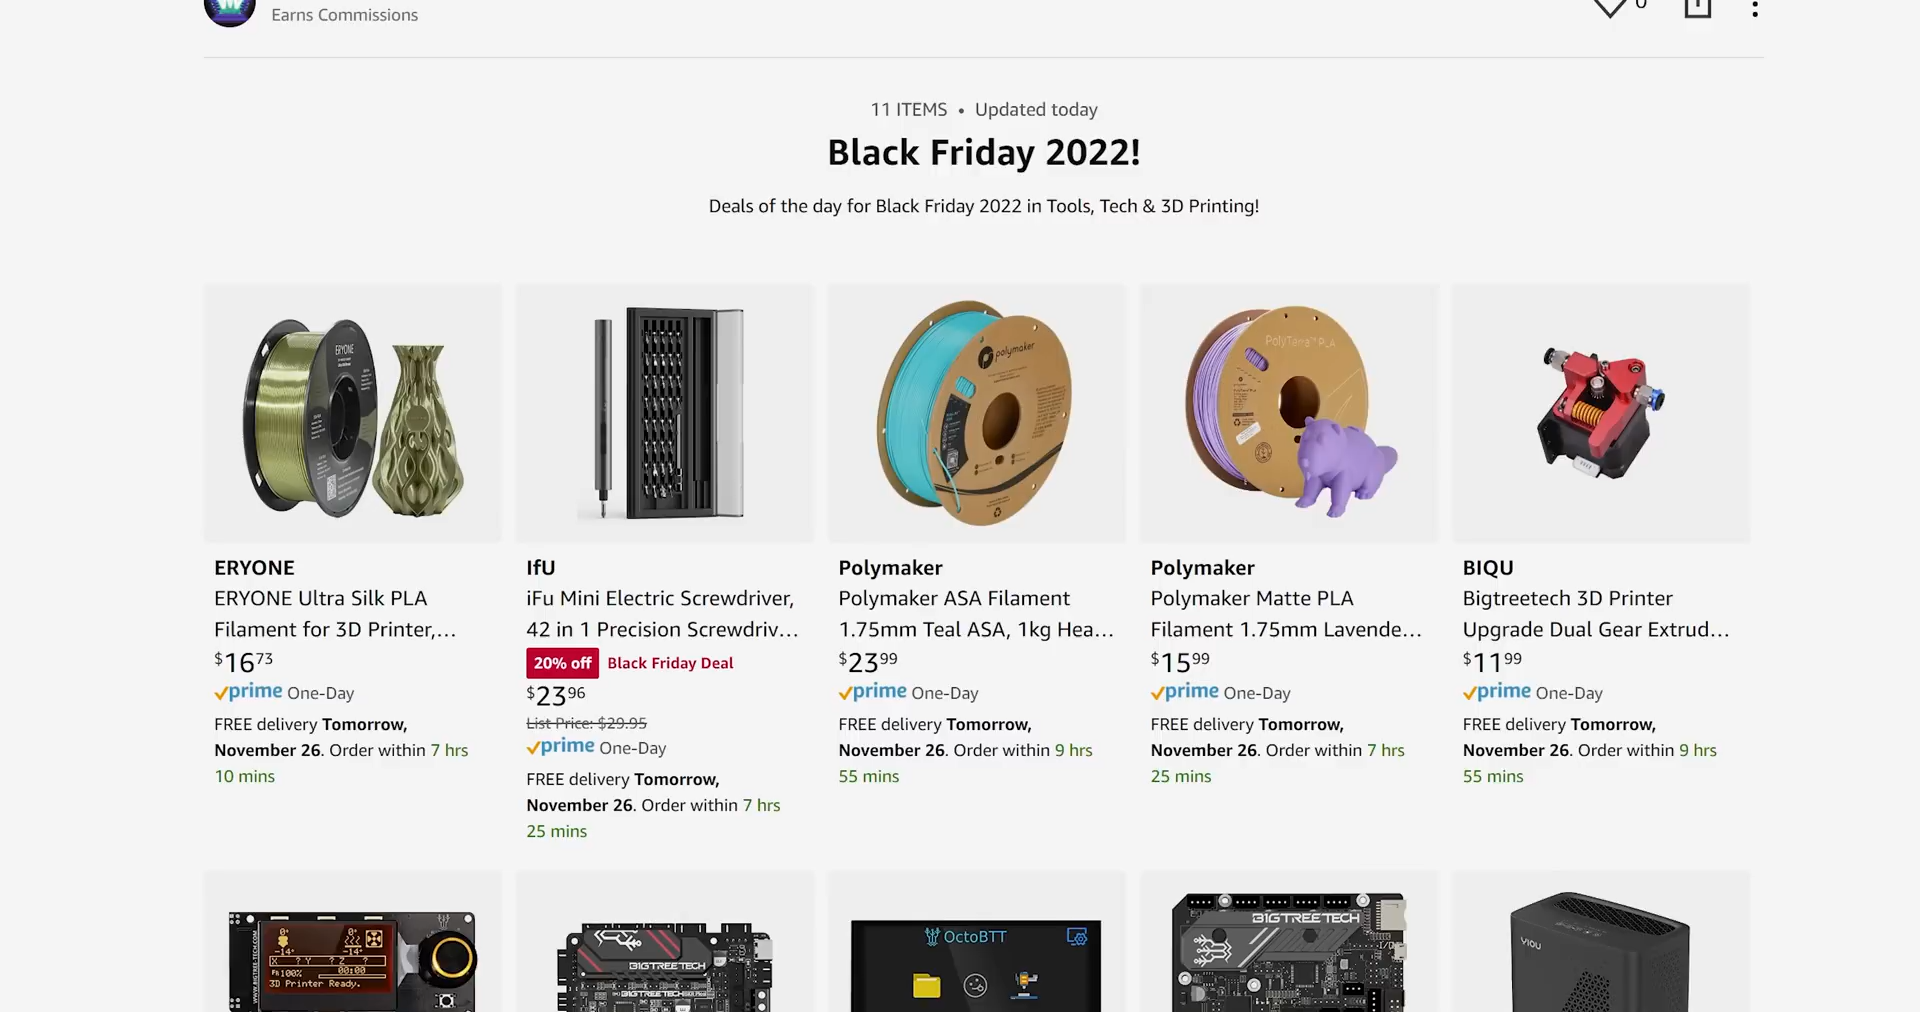 Earns Commissions
0
11 ITEMS • Updated today
Black Friday 2022!
Deals of the day for Black Friday 2022 in Tools, Tech & 3D Printing!
ERYONE
polymaker
PolyTerra™ PLA
ERYONE
ERYONE Ultra Silk PLA
Filament for 3D Printer,...
$16 73
prime One-Day
FREE delivery Tomorrow,
November 26. Order within 7 hrs
10 mins
IfU
iFu Mini Electric Screwdriver,
42 in 1 Precision Screwdriv...
20% off Black Friday Deal
$23 96
List Price: $29.95
prime One-Day
FREE delivery Tomorrow,
November 26. Order within 7 hrs
25 mins
Polymaker
Polymaker ASA Filament
1.75mm Teal ASA, 1kg Hea...
$23 99
prime One-Day
FREE delivery Tomorrow,
November 26. Order within 9 hrs
55 mins
Polymaker
Polymaker Matte PLA
Filament 1.75mm Lavende...
$15 99
prime One-Day
FREE delivery Tomorrow,
November 26. Order within 7 hrs
25 mins
BIQU
Bigtreetech 3D Printer
Upgrade Dual Gear Extrud...
$11 99
prime One-Day
FREE delivery Tomorrow,
November 26. Order within 9 hrs
55 mins
0° 0°
X ? Y ? Z ?
100% 00:00
3D Printer Ready.
BIGTREETECH
BIGTREETECH
OctoBTT
BIGTREETECH
VIOU